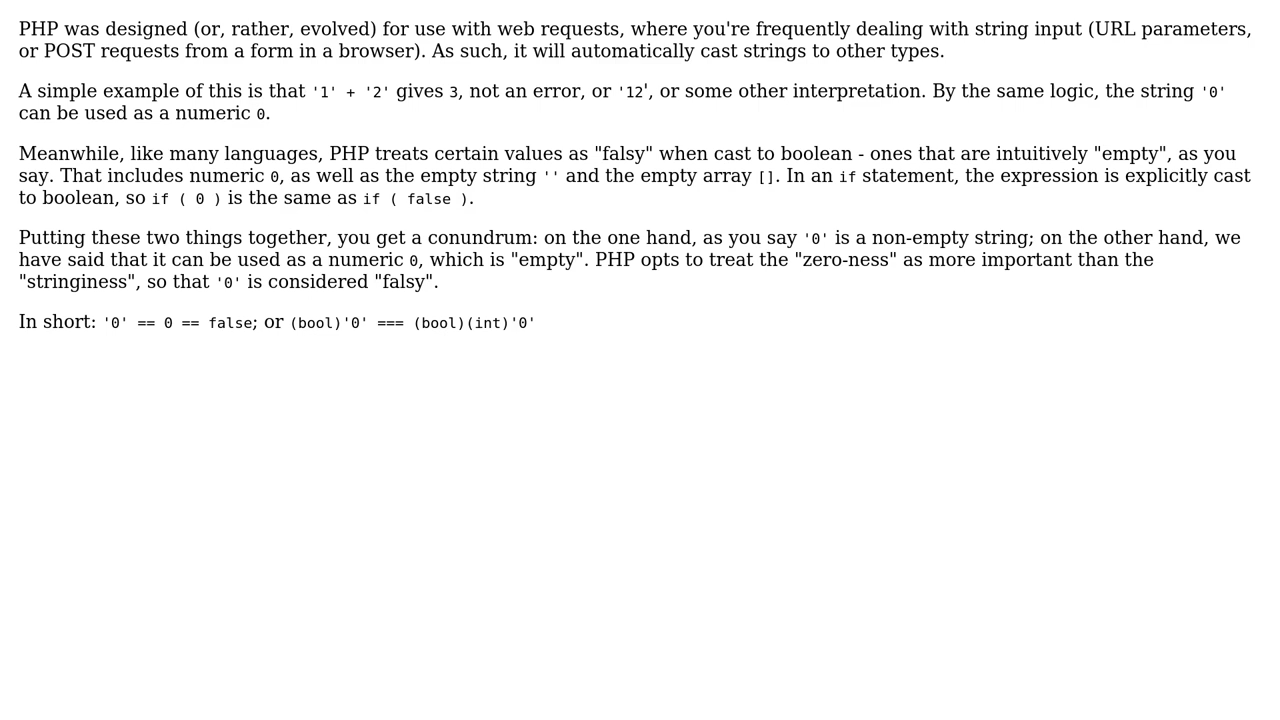 PHP was designed (or, rather, evolved) for use with web requests, where you're frequently dealing with string input (URL parameters,
or POST requests from a form in a browser). As such, it will automatically cast strings to other types.
A simple example of this is that '1' + '2' gives 3, not an error, or '12', or some other interpretation. By the same logic, the string '0'
can be used as a numeric 0.
Meanwhile, like many languages, PHP treats certain values as "falsy" when cast to boolean - ones that are intuitively "empty", as you
say. That includes numeric 0, as well as the empty string '' and the empty array []. In an if statement, the expression is explicitly cast
to boolean, so if ( 0 ) is the same as if ( false ).
Putting these two things together, you get a conundrum: on the one hand, as you say '0' is a non-empty string; on the other hand, we
have said that it can be used as a numeric 0, which is "empty". PHP opts to treat the "zero-ness" as more important than the
"stringiness", so that '0' is considered "falsy".
In short: '0' == 0 == false; or (bool)'0' === (bool)(int)'0'